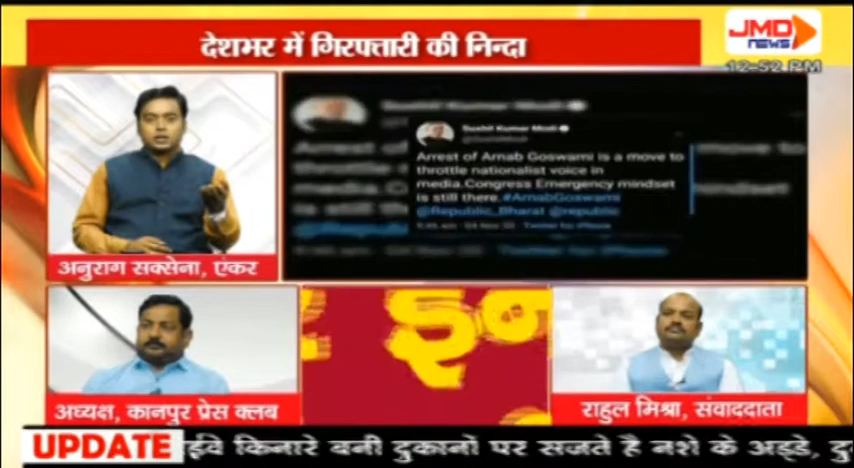 देशभर में गिरफ्तारी की निन्दा
JMD
NEWS
12:52 PM
Sushil Kumar Modi
Arrest of Arnab Goswami is a move to
throttle nationalist voice in
media.Congress Emergency mindset
is still there.#ArnabGoswami
@Republic_Bharat @republic
अनुराग सक्सेना, एंकर
अध्यक्ष, कानपुर प्रेस क्लब
राहुल मिश्रा, संवाददाता
UPDATE
ईवे किनारे बनी दुकानों पर सजते है नशे के अड्डे,